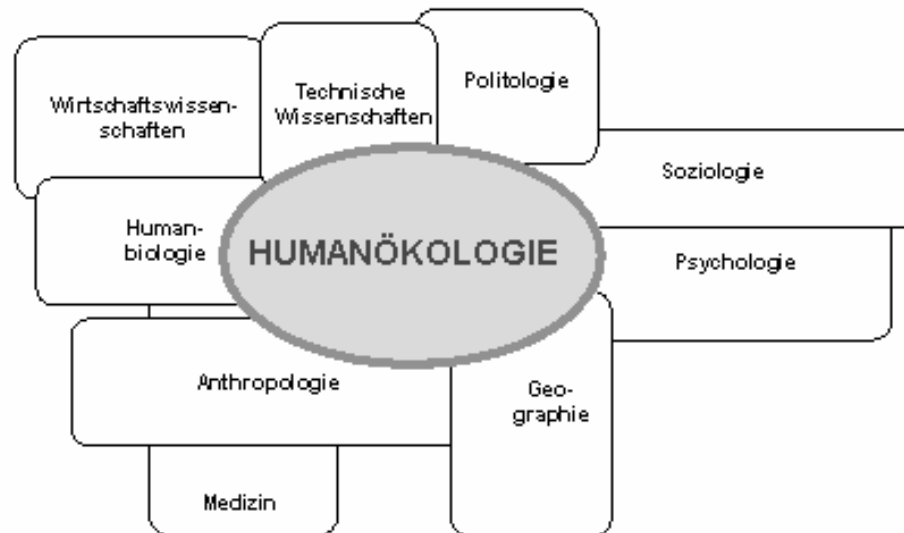 Politologie
Technische
Wissenschaften
Wirtschaftswissen-
schaften
Soziologie
Human-
biologie
HUMANÖKOLOGIE
Psychologie
Anthropologie
Geo-
graphie
Medizin